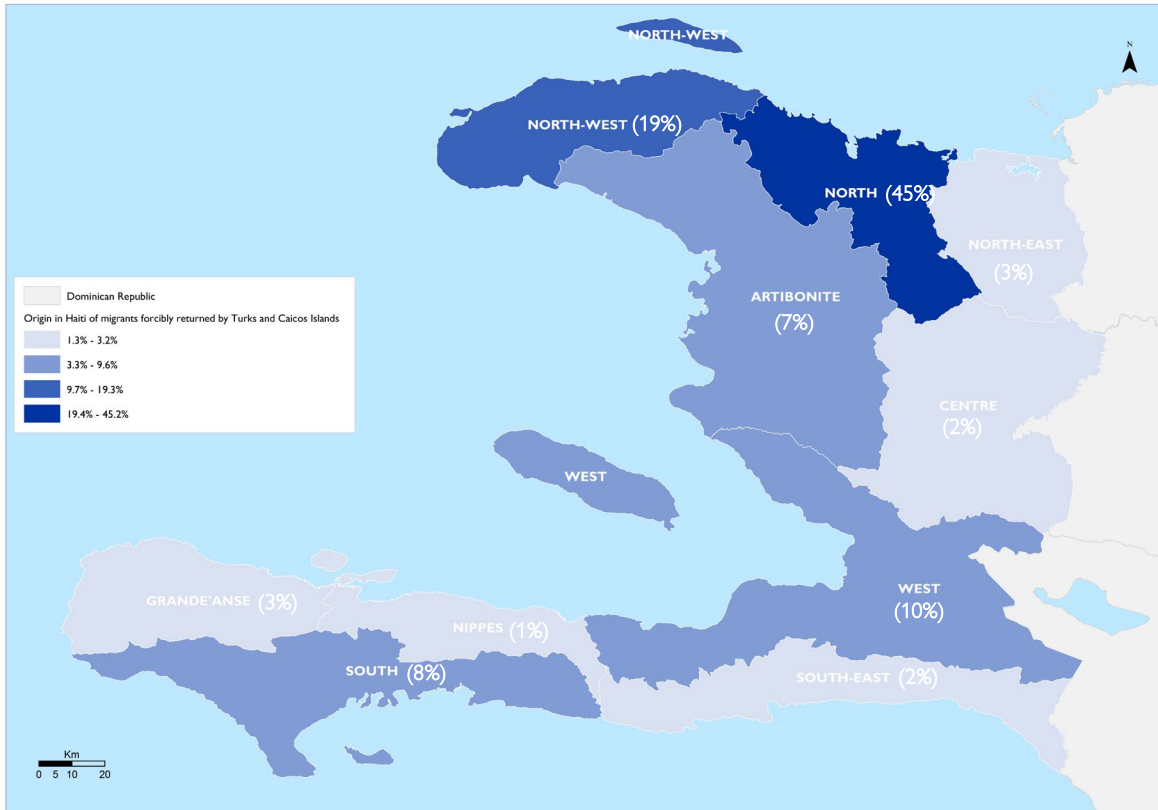 NORTH-WEST
N
NORTH-WEST (19%)
NORTH (45%)
NORTH-EAST
(3%)
ARTIBONITE
(7%)
Dominican Republic
Origin in Haiti of migrants forcibly returned by Turks and Caicos Islands
1.3% - 3.2%
3.3% - 9.6%
9.7% - 19.3%
19.4% - 45.2%
CENTRE
(2%)
WEST
WEST
(10%)
GRANDE'ANSE (3%)
NIPPES (1%)
SOUTH (8%)
SOUTH-EAST (2%)
Km
0 5 10 20